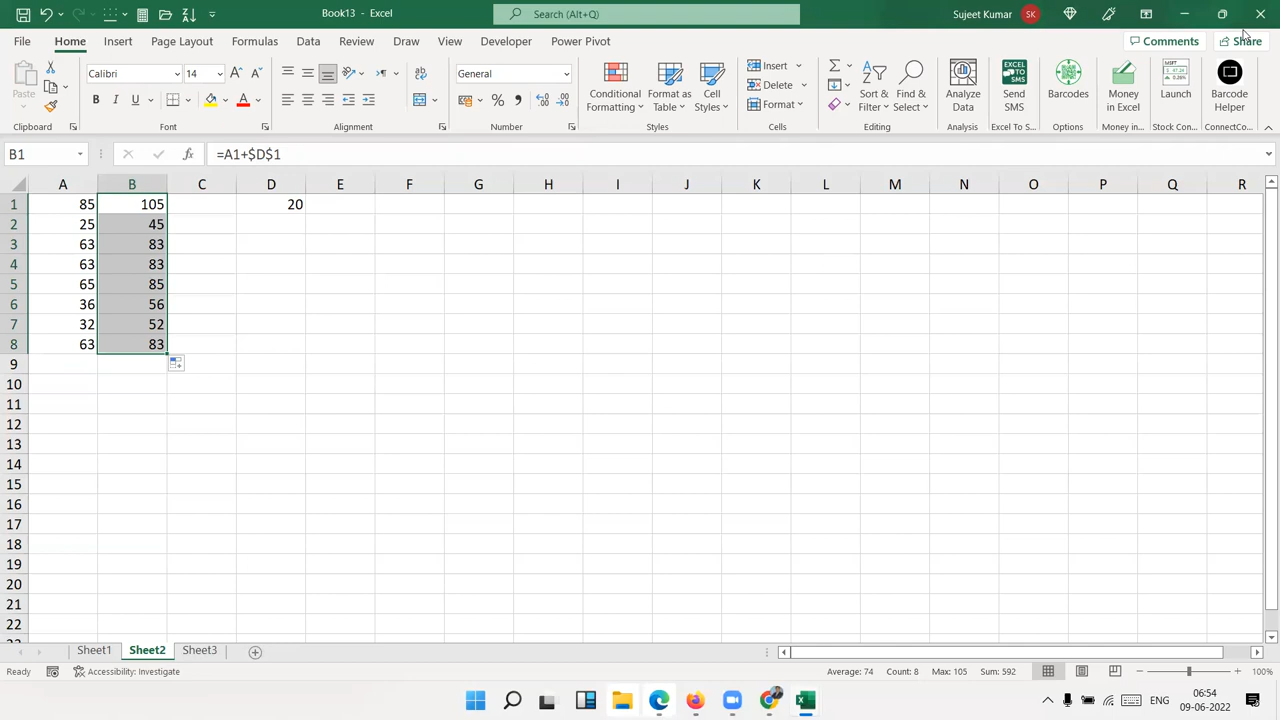 Book13 - Excel
Search (Alt+Q)
Sujeet Kumar
SK
File Home Insert Page Layout Formulas Data Review View Draw Developer Power Pivot
Comments
Share
Paste
Calibri
14
General
Conditional Formatting
Format as Table
Cell Styles
Insert
Delete
Format
Sort & Filter
Find & Select
Analyze Data
Send SMS
Barcodes
Money in Excel
Launch
Barcode Helper
Clipboard
Font
Alignment
Number
Styles
Cells
Editing
Analysis
Excel To S...
Options
Money in...
Stock Con...
ConnectCo...
B1
fx
=A1+$D$1
A B C D E F G H I J K L M N O P Q R
1 85 105 20
2 25 45
3 63 83
4 63 83
5 65 85
6 36 56
7 32 52
8 63 83
9
10
11
12
13
14
15
16
17
18
19
20
21
22
23
Sheet1 Sheet2 Sheet3
Ready
Accessibility: Investigate
Average: 74 Count: 8 Max: 105 Sum: 592
100%
ENG
06:54
09-06-2022